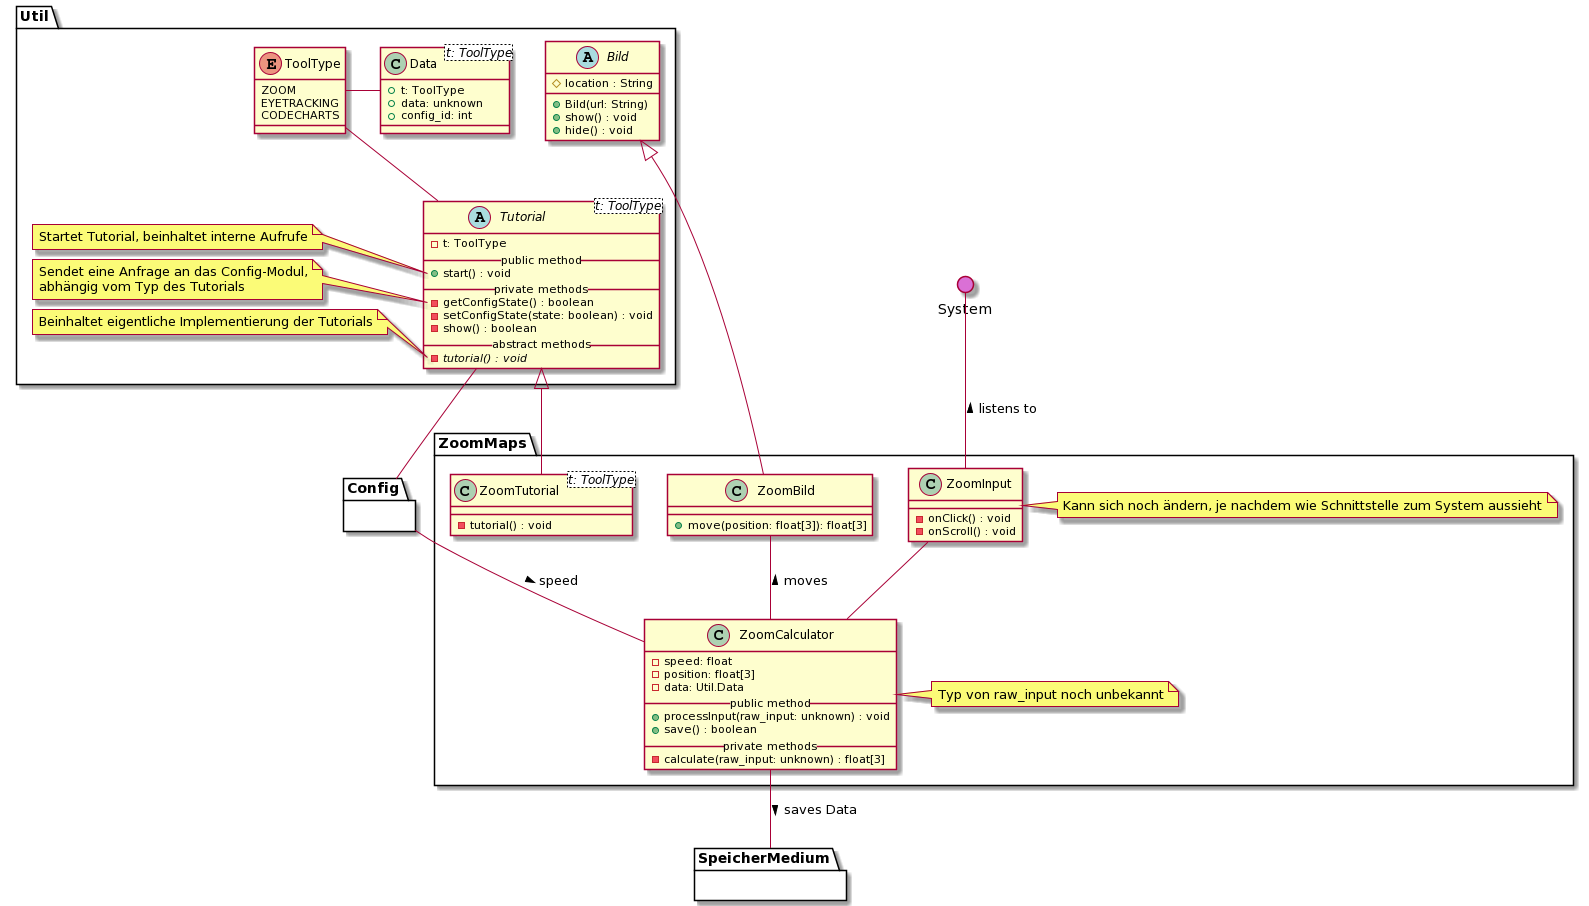 Util
E ToolType
ZOOM
EYETRACKING
CODECHARTS
C Data
t: ToolType
t: ToolType
data: unknown
config_id: int
A Bild
location : String
Bild(url: String)
show() : void
hide() : void
A Tutorial
t: ToolType
t: ToolType
public method
start() : void
private methods
getConfigState() : boolean
setConfigState(state: boolean) : void
show() : boolean
abstract methods
tutorial() : void
Startet Tutorial, beinhaltet interne Aufrufe
Sendet eine Anfrage an das Config-Modul,
abhängig vom Typ des Tutorials
Beinhaltet eigentliche Implementierung der Tutorials
System
listens to
ZoomMaps
Config
C ZoomTutorial
t: ToolType
tutorial() : void
C ZoomBild
move(position: float[3]): float[3]
C ZoomInput
onClick() : void
onScroll() : void
Kann sich noch ändern, je nachdem wie Schnittstelle zum System aussieht
speed
moves
C ZoomCalculator
speed: float
position: float[3]
data: Util.Data
public method
processInput(raw_input: unknown) : void
save() : boolean
private methods
calculate(raw_input: unknown) : float[3]
Typ von raw_input noch unbekannt
saves Data
SpeicherMedium